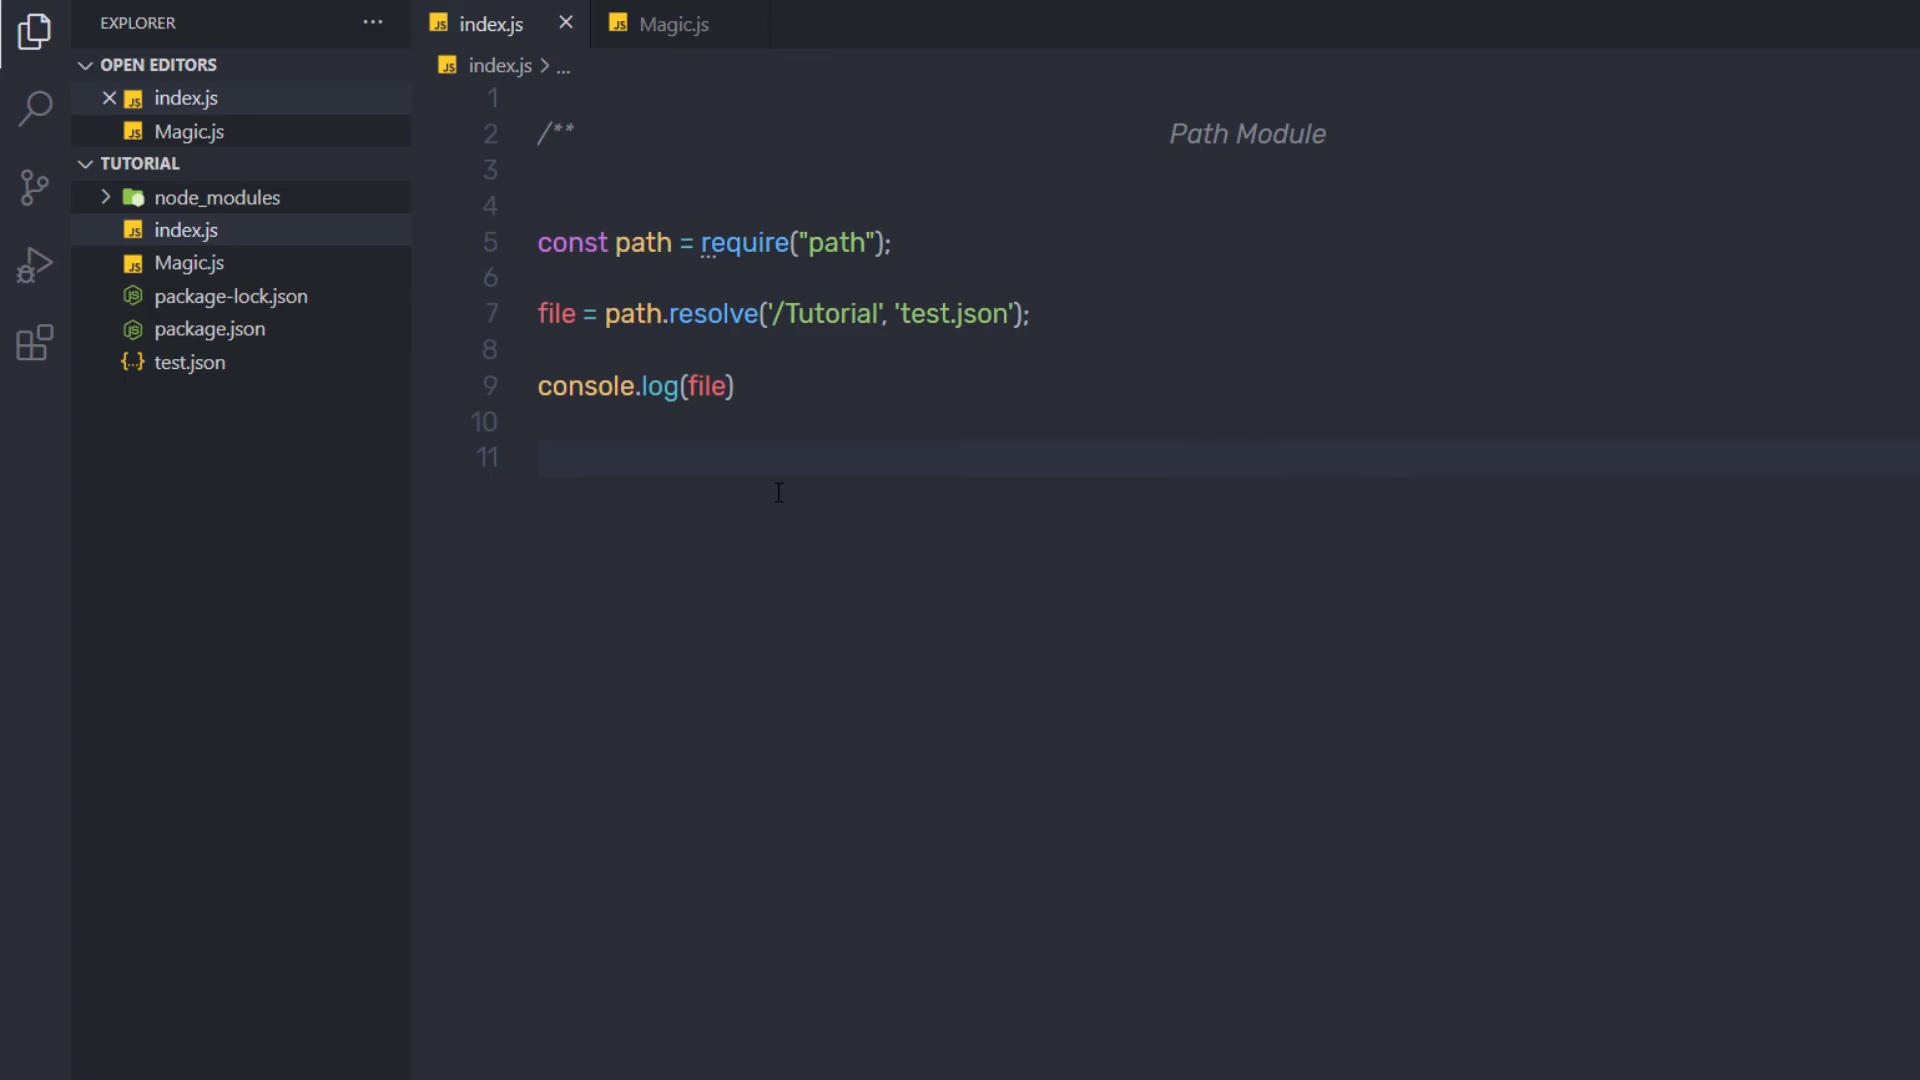 EXPLORER
OPEN EDITORS
index.js
Magic.js
TUTORIAL
node_modules
index.js
Magic.js
package-lock.json
package.json
test.json
index.js
Magic.js
index.js > ...
1
2 /** Path Module
3
4
5 const path = require("path");
6
7 file = path.resolve('/Tutorial', 'test.json');
8
9 console.log(file)
10
11